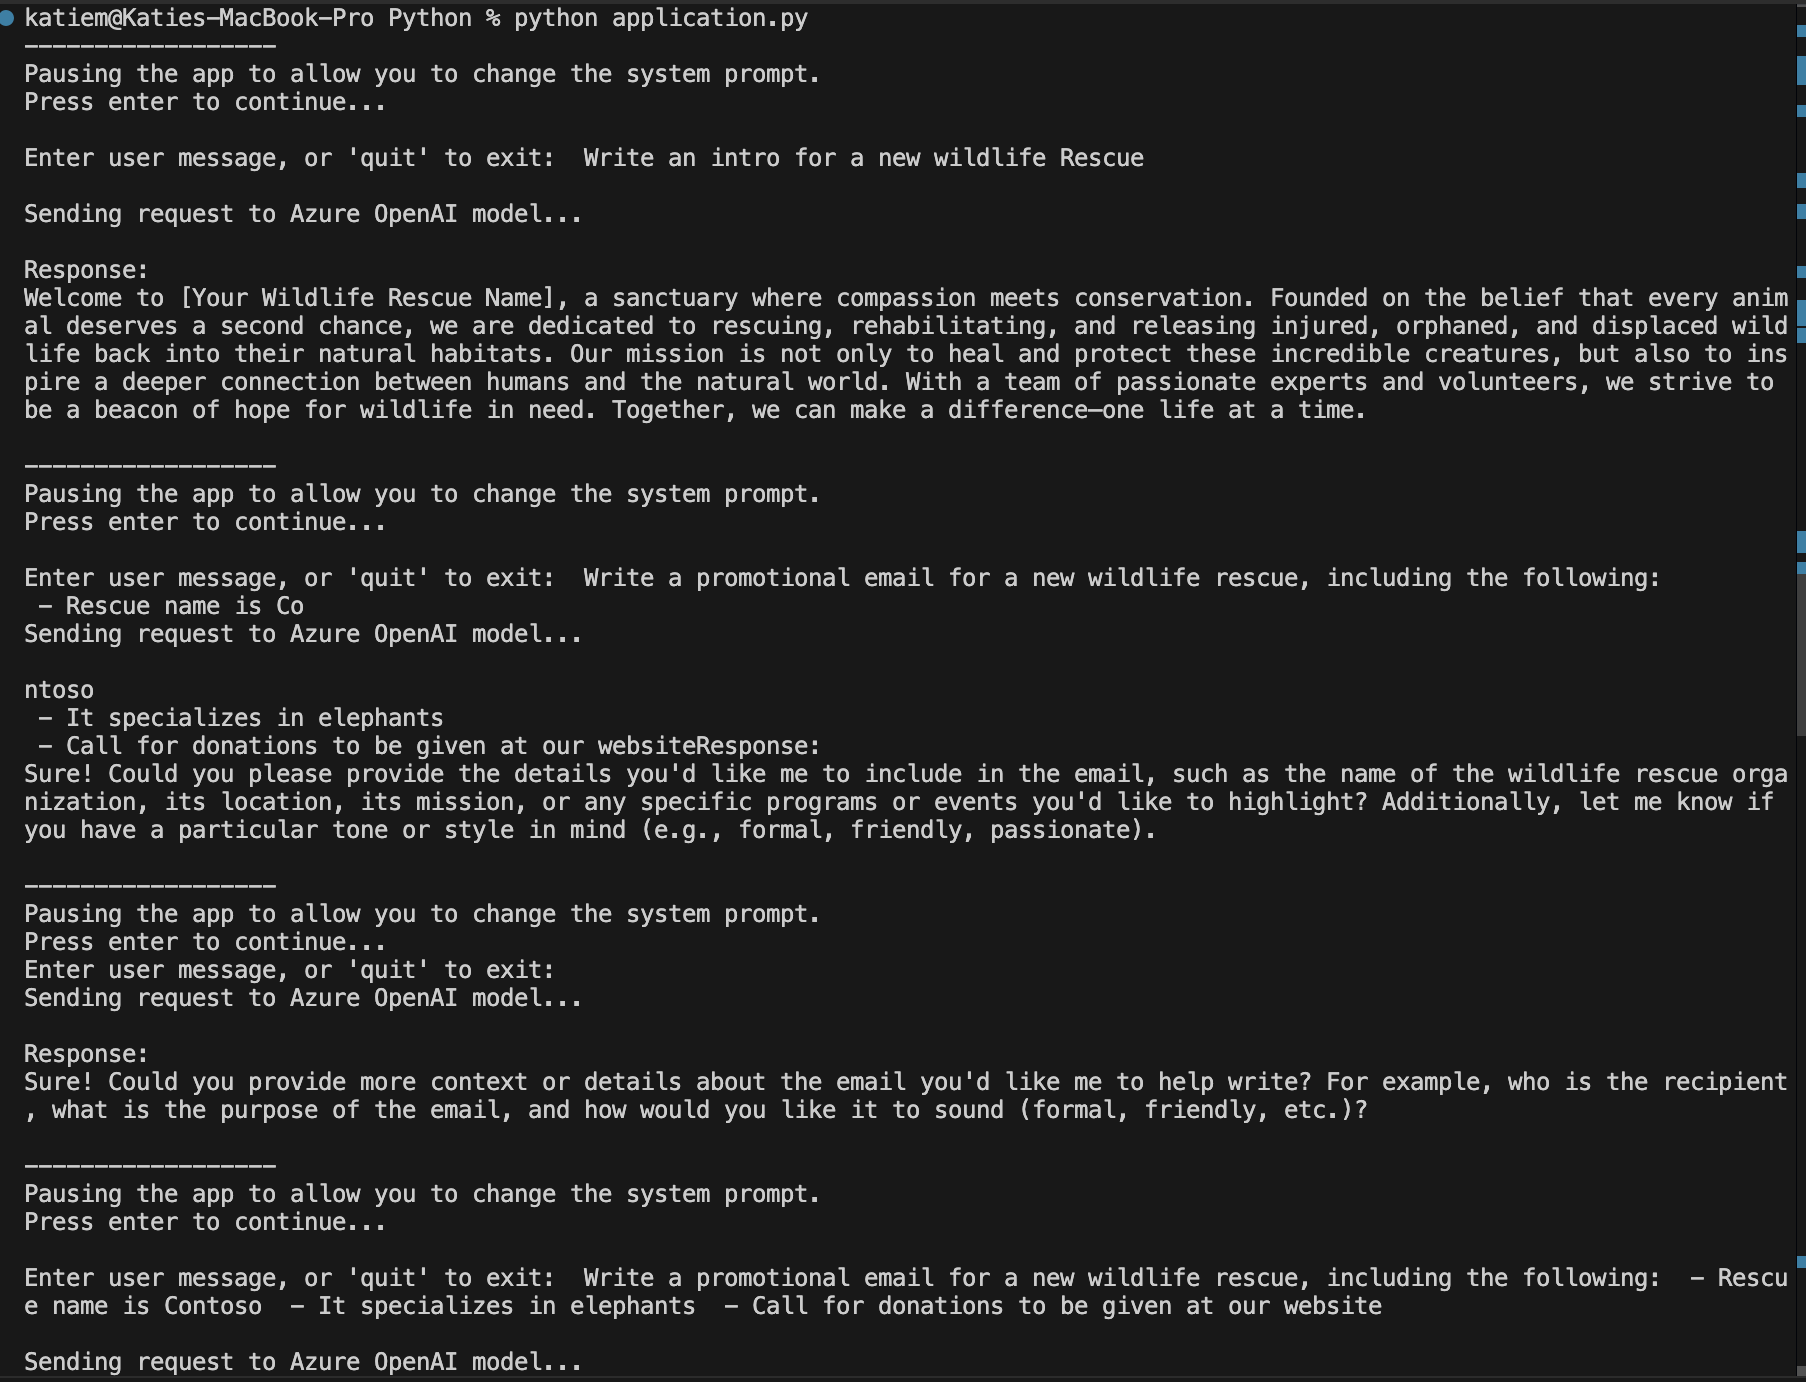 katiem@Katies-MacBook-Pro Python % python application.py
------------------
Pausing the app to allow you to change the system prompt.
Press enter to continue...
Enter user message, or 'quit' to exit:  Write an intro for a new wildlife Rescue
Sending request to Azure OpenAI model...
Response:
Welcome to [Your Wildlife Rescue Name], a sanctuary where compassion meets conservation. Founded on the belief that every anim
al deserves a second chance, we are dedicated to rescuing, rehabilitating, and releasing injured, orphaned, and displaced wild
life back into their natural habitats. Our mission is not only to heal and protect these incredible creatures, but also to ins
pire a deeper connection between humans and the natural world. With a team of passionate experts and volunteers, we strive to
be a beacon of hope for wildlife in need. Together, we can make a difference—one life at a time.
------------------
Pausing the app to allow you to change the system prompt.
Press enter to continue...
Enter user message, or 'quit' to exit:  Write a promotional email for a new wildlife rescue, including the following:
 - Rescue name is Co
Sending request to Azure OpenAI model...
ntoso
 - It specializes in elephants
 - Call for donations to be given at our websiteResponse:
Sure! Could you please provide the details you'd like me to include in the email, such as the name of the wildlife rescue orga
nization, its location, its mission, or any specific programs or events you'd like to highlight? Additionally, let me know if
you have a particular tone or style in mind (e.g., formal, friendly, passionate).
------------------
Pausing the app to allow you to change the system prompt.
Press enter to continue...
Enter user message, or 'quit' to exit:
Sending request to Azure OpenAI model...
Response:
Sure! Could you provide more context or details about the email you'd like me to help write? For example, who is the recipient
, what is the purpose of the email, and how would you like it to sound (formal, friendly, etc.)?
------------------
Pausing the app to allow you to change the system prompt.
Press enter to continue...
Enter user message, or 'quit' to exit:  Write a promotional email for a new wildlife rescue, including the following:  - Rescu
e name is Contoso  - It specializes in elephants  - Call for donations to be given at our website
Sending request to Azure OpenAI model...